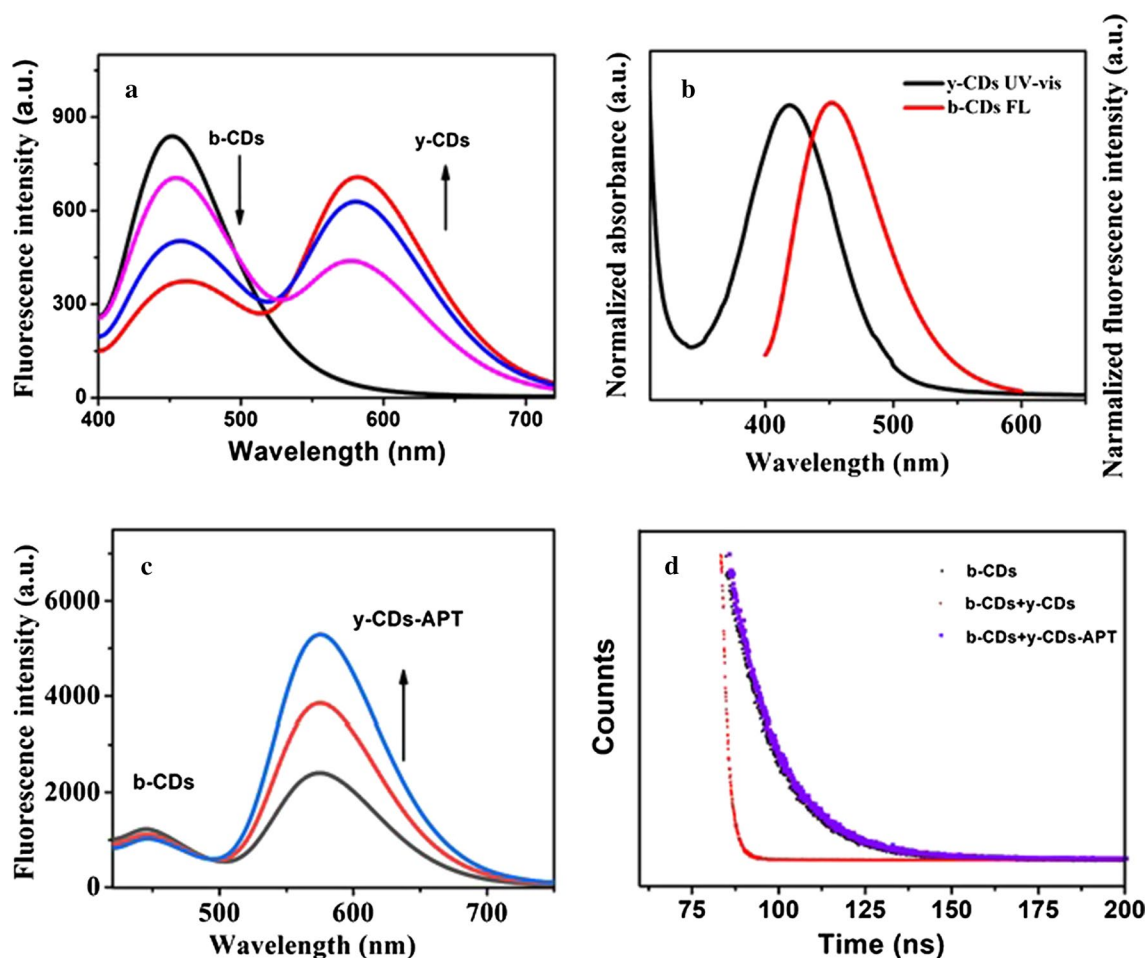 a
b-CDs
y-CDs
Fluorescence intensity (a.u.)
900
600
300
0
400
500
600
700
Wavelength (nm)
b
y-CDs UV-vis
b-CDs FL
Normalized absorbance (a.u.)
Narmalized fluorescence intensity (a.u.)
400
500
600
Wavelength (nm)
c
y-CDs-APT
b-CDs
Fluorescence intensity (a.u.)
6000
4000
2000
0
500
600
700
Wavelength (nm)
d
b-CDs
b-CDs+y-CDs
b-CDs+y-CDs-APT
Counnts
75
100
125
150
175
200
Time (ns)